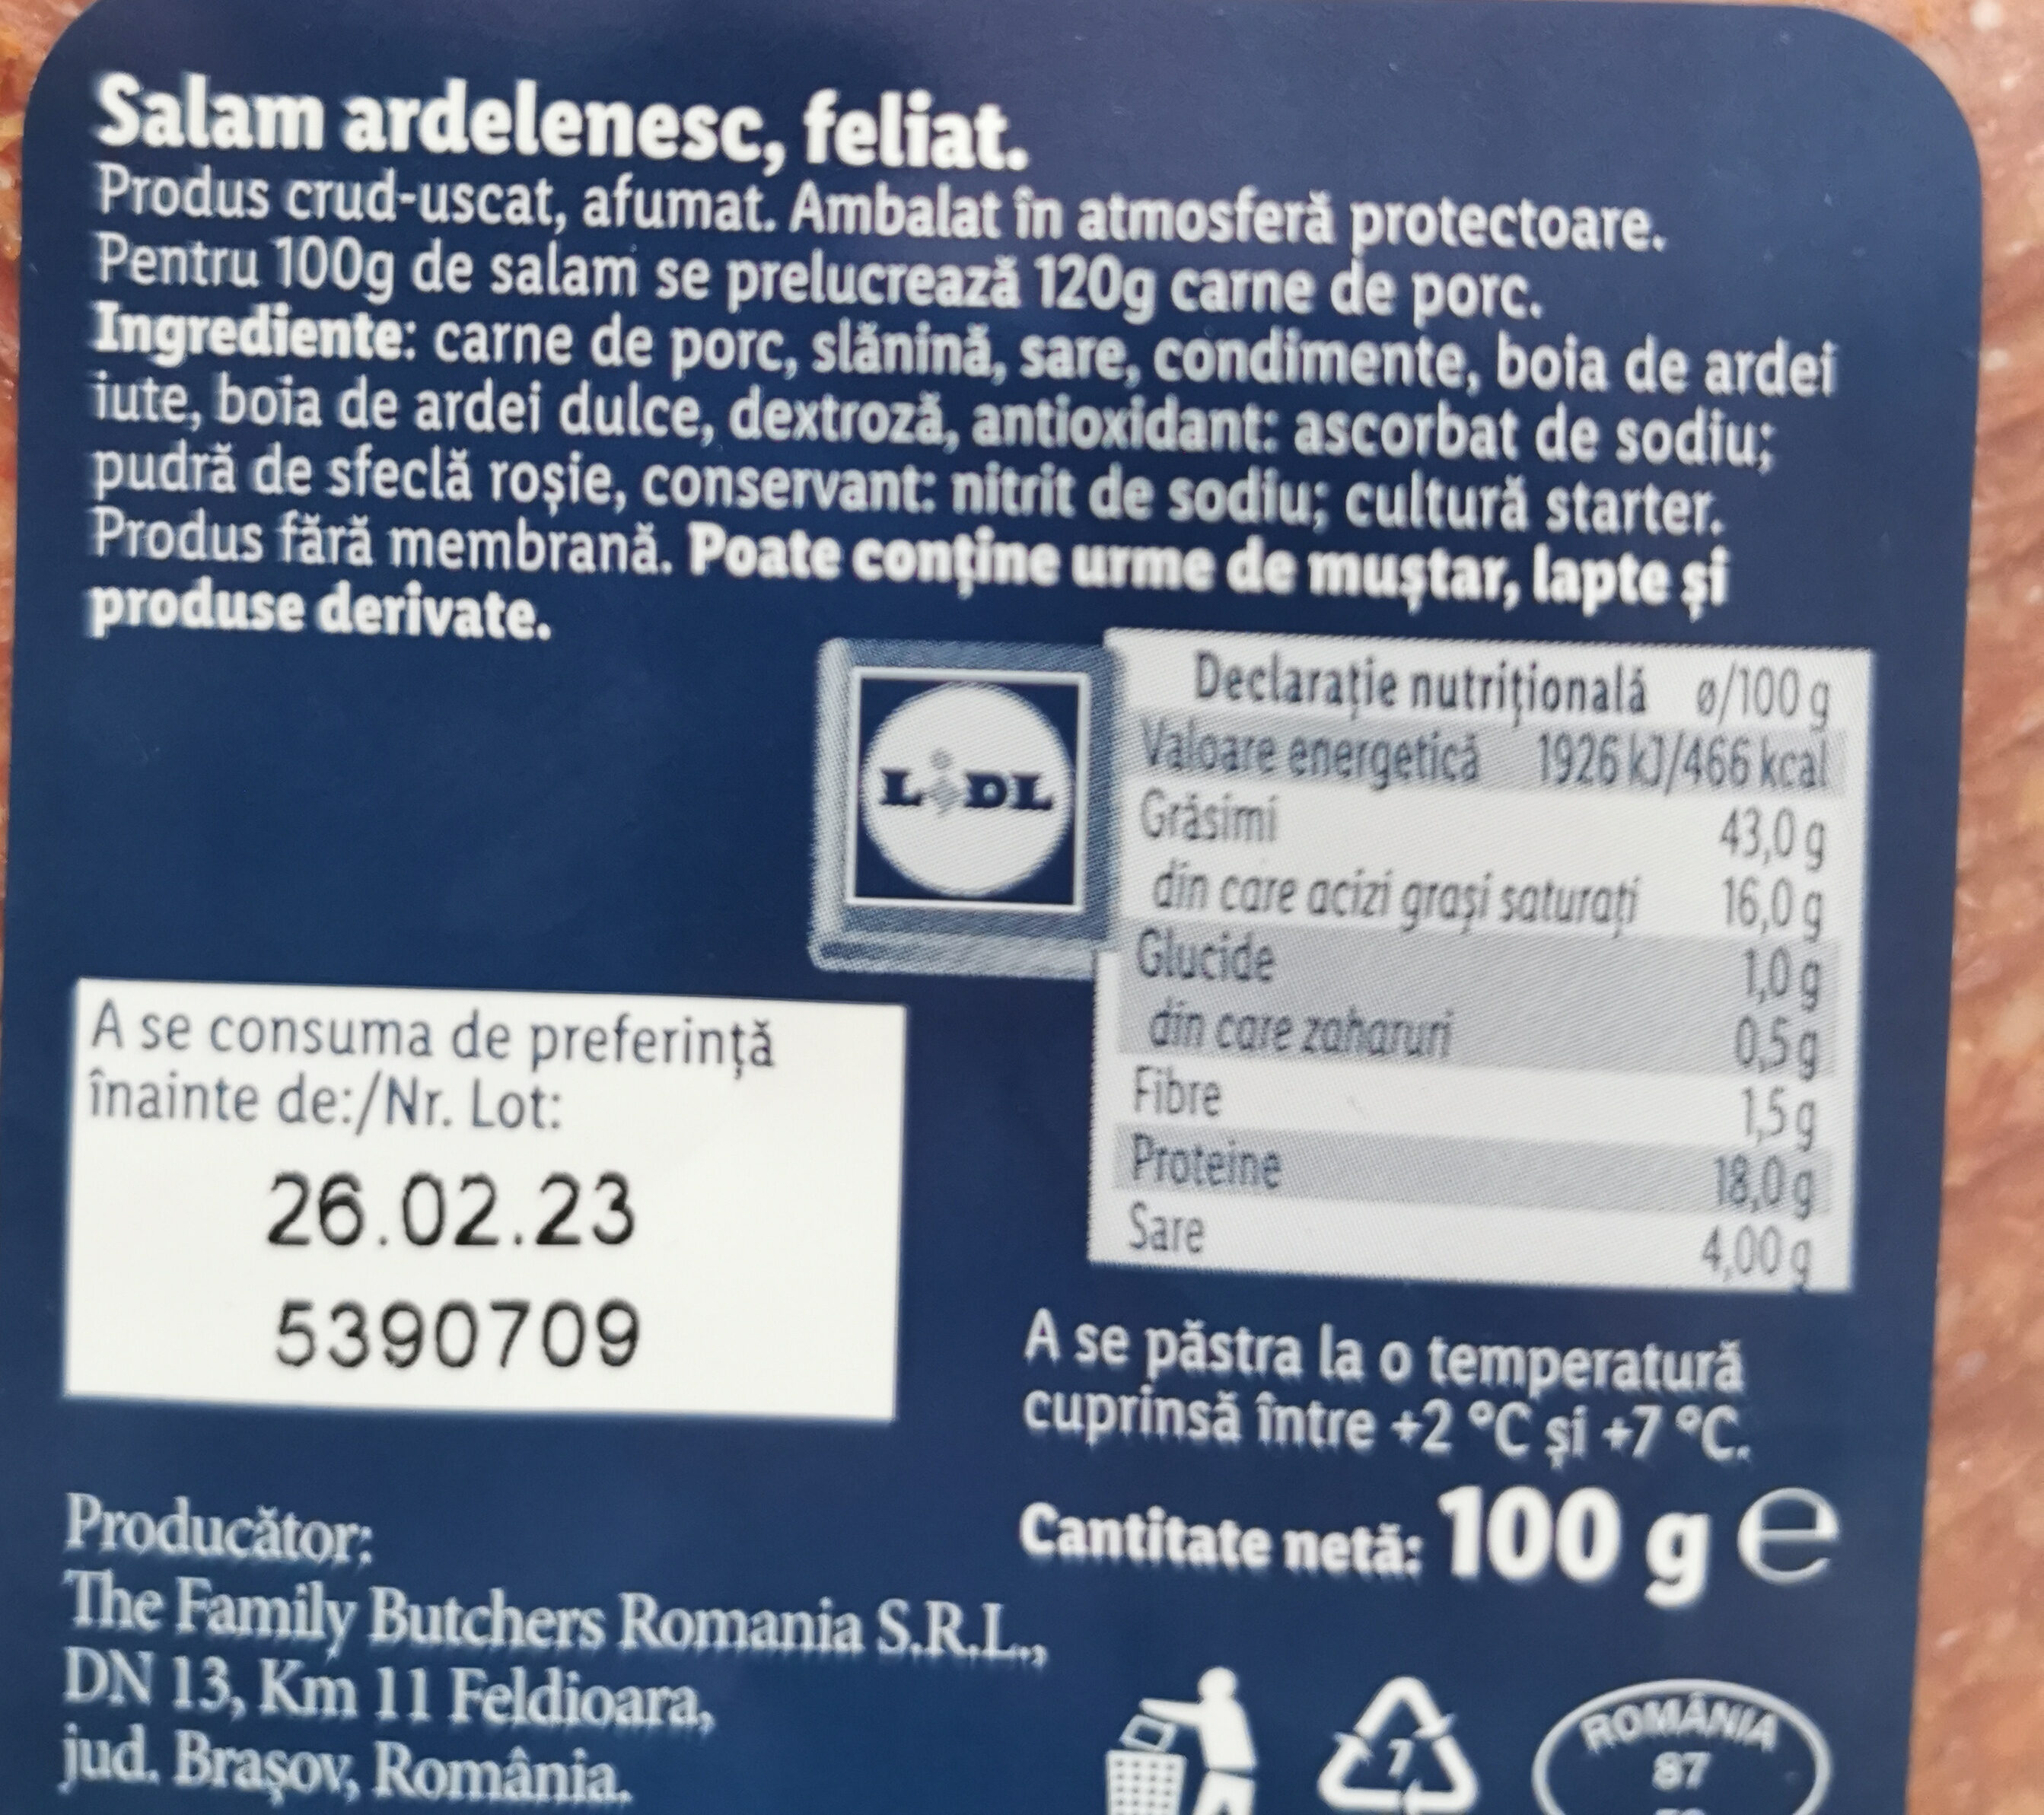 Salam ardelenesc, feliat.
Produs crud-uscat, afumat. Ambalat în atmosferă protectoare.
Pentru 100g de salam se prelucrează 120g carne de porc.
Ingrediente: carne de porc, slănină, sare, condimente, boia de ardei
iute, boia de ardei dulce, dextroză, antioxidant: ascorbat de sodiu;
pudră de sfeclă roșie, conservant: nitrit de sodiu; cultură starter.
Produs fără membrană. Poate conține urme de muștar, lapte și
produse derivate.
LIDL
Declarație nutrițională ø/100 g
Valoare energetică 1926 kJ/466 kcal
Grăsimi 43,0 g
din care acizi grași saturați 16,0 g
Glucide 1,0 g
din care zaharuri 0,5 g
Fibre 1,5 g
Proteine 18,0 g
Sare 4,00 g
A se consuma de preferință
înainte de:/Nr. Lot:
26.02.23
5390709
A se păstra la o temperatură
cuprinsă între +2 °C și +7 °C.
Cantitate netă: 100 g e
Producător:
The Family Butchers Romania S.R.L.,
DN 13, Km 11 Feldioara,
jud. Brașov, România.
7
ROMÂNIA
87